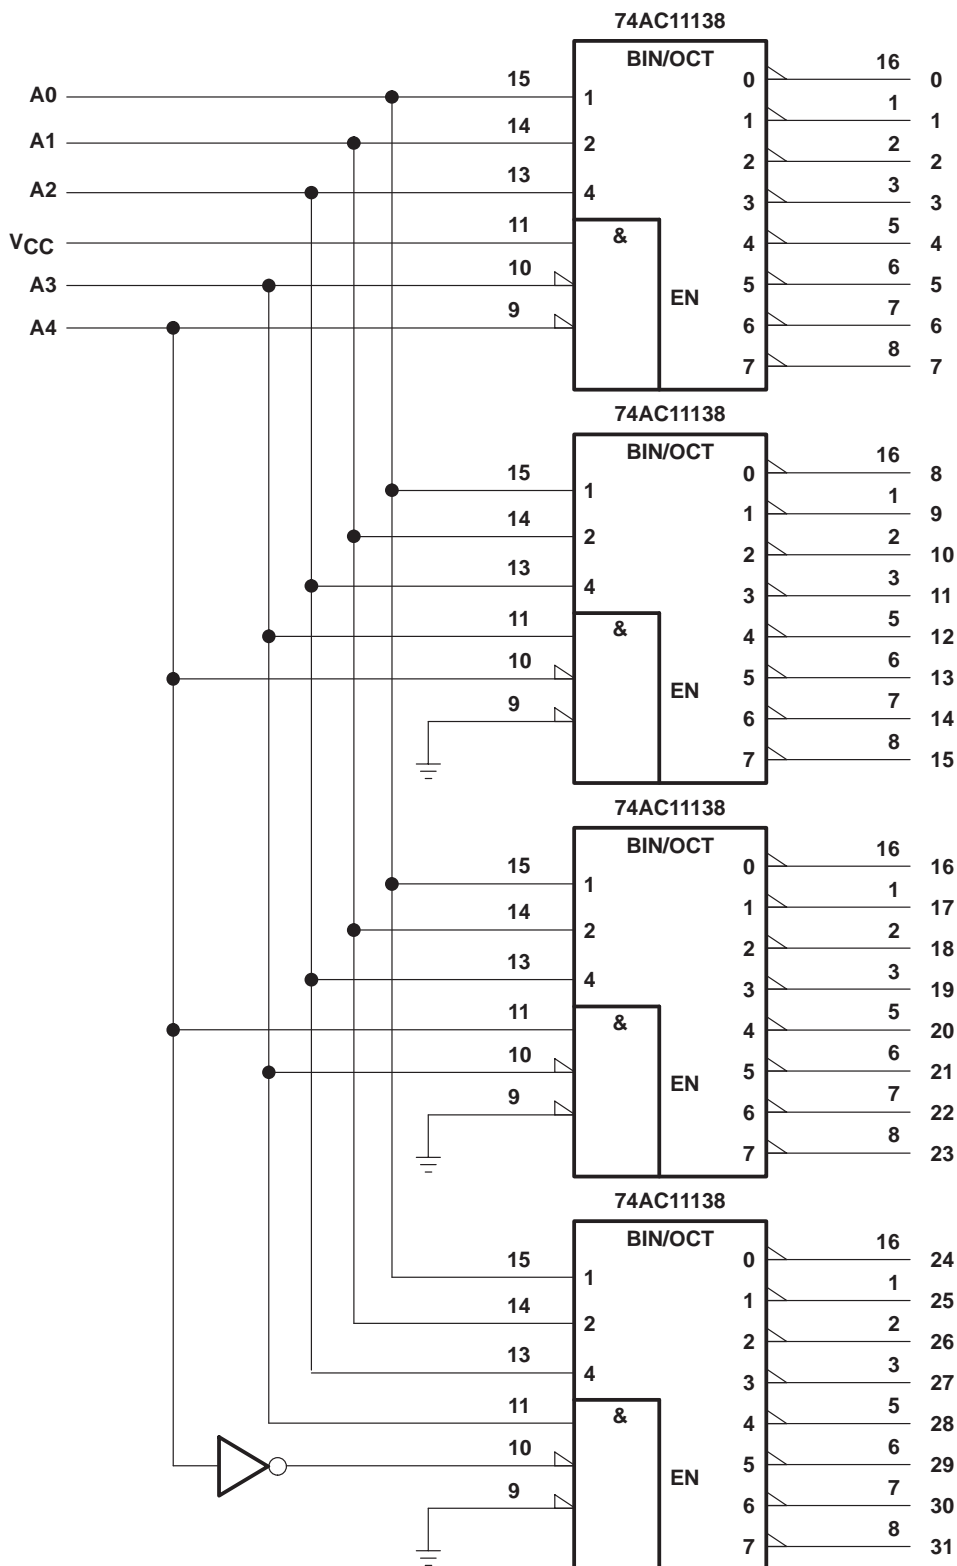 74AC11138
BIN/OCT
A0 15 1 0 16 0
A1 14 2 1 1 1
2 2 2
A2 13 4 3 3 3
VCC 11 & 4 5 4
A3 10 5 6 5
EN
A4 9 6 7 6
7 8 7
74AC11138
BIN/OCT
15 1 0 16 8
14 2 1 1 9
2 2 10
13 4 3 3 11
11 & 4 5 12
10 5 6 13
EN
9 6 7 14
7 8 15
74AC11138
BIN/OCT
15 1 0 16 16
14 2 1 1 17
2 2 18
13 4 3 3 19
11 & 4 5 20
10 5 6 21
EN
9 6 7 22
7 8 23
74AC11138
BIN/OCT
15 1 0 16 24
14 2 1 1 25
2 2 26
13 4 3 3 27
11 & 4 5 28
10 5 6 29
EN
9 6 7 30
7 8 31